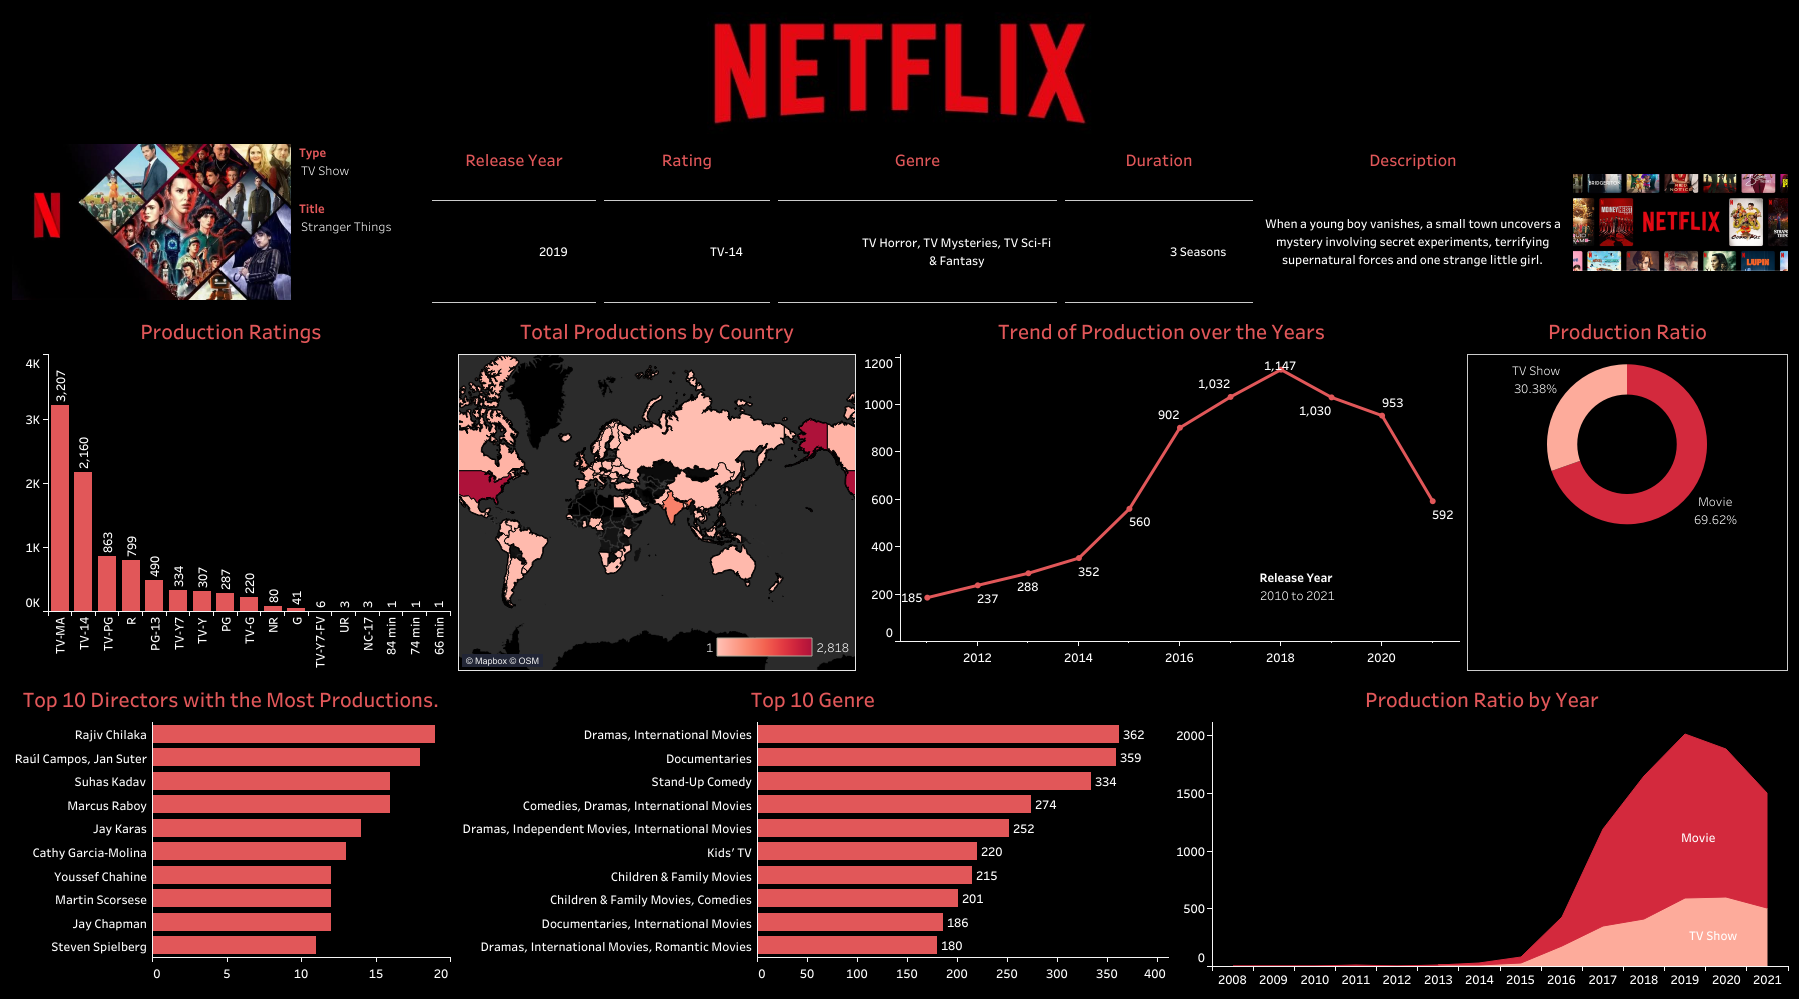 NETFLIX
Type
TV Show
Title
Stranger Things
Release Year
Rating
Genre
Duration
Description
2019
TV-14
TV Horror, TV Mysteries, TV Sci-Fi
& Fantasy
3 Seasons
When a young boy vanishes, a small town uncovers a
mystery involving secret experiments, terrifying
supernatural forces and one strange little girl.
N
NETFLIX
LUPIN
Production Ratings
4K
3K
2K
1K
0K
3,207
2,160
863
799
490
334
307
287
220
80
41
6
3
3
1
1
1
TV-MA
TV-14
TV-PG
R
PG-13
TV-Y7
TV-Y
PG
TV-G
NR
G
TV-Y7-FV
UR
NC-17
84 min
74 min
66 min
Total Productions by Country
1
2,818
© Mapbox © OSM
Trend of Production over the Years
1200
1000
800
600
400
200
0
185
237
288
352
560
902
1,032
1,147
1,030
953
592
Release Year
2010 to 2021
2012
2014
2016
2018
2020
Production Ratio
TV Show
30.38%
Movie
69.62%
Top 10 Directors with the Most Productions.
Rajiv Chilaka
Raúl Campos, Jan Suter
Suhas Kadav
Marcus Raboy
Jay Karas
Cathy Garcia-Molina
Youssef Chahine
Martin Scorsese
Jay Chapman
Steven Spielberg
0
5
10
15
20
Top 10 Genre
Dramas, International Movies 362
Documentaries 359
Stand-Up Comedy 334
Comedies, Dramas, International Movies 274
Dramas, Independent Movies, International Movies 252
Kids' TV 220
Children & Family Movies 215
Children & Family Movies, Comedies 201
Documentaries, International Movies 186
Dramas, International Movies, Romantic Movies 180
0
50
100
150
200
250
300
350
400
Production Ratio by Year
2000
1500
1000
500
0
Movie
TV Show
2008
2009
2010
2011
2012
2013
2014
2015
2016
2017
2018
2019
2020
2021